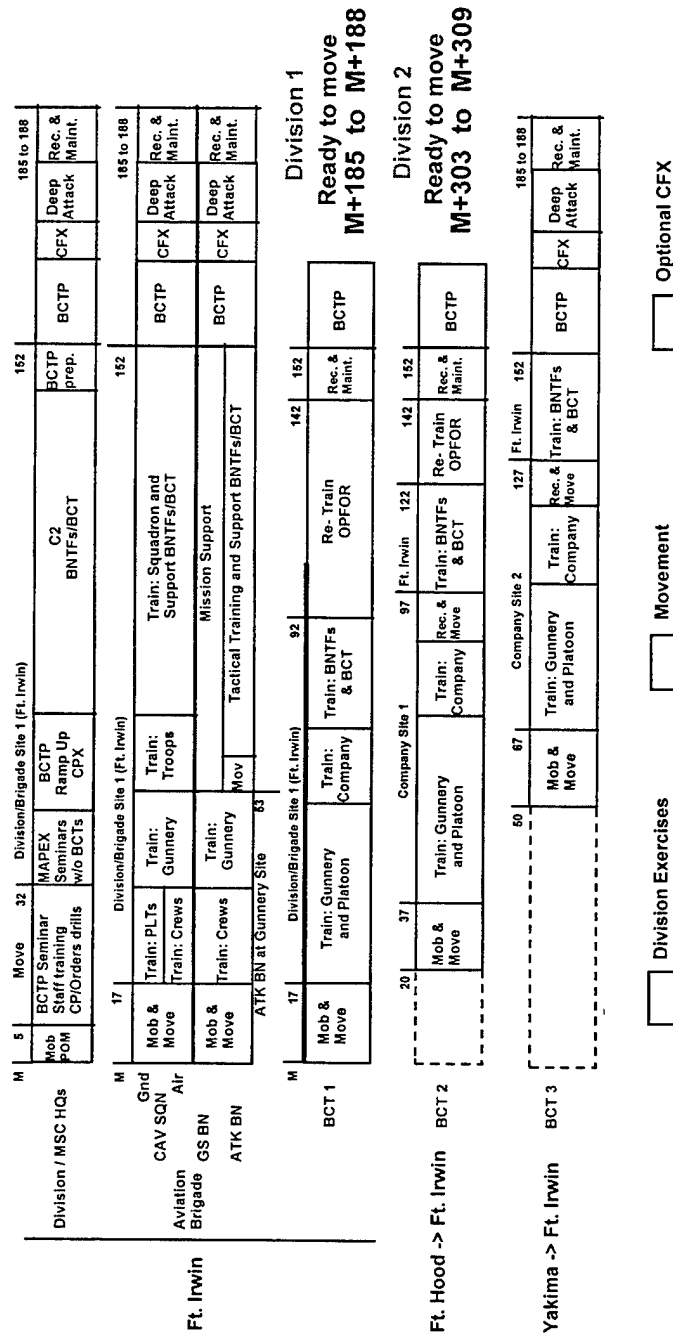 M 5 Move 32 Division/Brigade Site 1 (Ft. Irwin) 152 185 to 188
Division / MSC HQs
Mob
POM
BCTP Seminar
Staff training
CP/Orders drills
MAPEX
Seminars
w/o BCTs
BCTP
Ramp Up
CPX
C2
BNTFs/BCT
BCTP
prep.
BCTP
CFX
Deep
Attack
Rec. &
Maint.
Ft. Irwin
M 17 Division/Brigade Site 1 (Ft. Irwin) 152 185 to 188
Aviation
Brigade
Gnd
CAV SQN
Air
GS BN
ATK BN
Mob &
Move
Train: PLTs
Train: Crews
Train:
Gunnery
Train:
Troops
Train: Squadron and
Support BNTFs/BCT
BCTP
CFX
Deep
Attack
Rec. &
Maint.
Mob &
Move
Train: Crews
Train:
Gunnery
Mission Support
Mov
Tactical Training and Support BNTFs/BCT
BCTP
CFX
Deep
Attack
Rec. &
Maint.
ATK BN at Gunnery Site 63
M 17 Division/Brigade Site 1 (Ft. Irwin) 92 142 152
BCT 1
Mob &
Move
Train: Gunnery
and Platoon
Train:
Company
Train: BNTFs
& BCT
Re- Train
OPFOR
Rec. &
Maint.
BCTP
Division 1
Ready to move
M+185 to M+188
Ft. Hood -> Ft. Irwin BCT 2
20 37 Company Site 1 97 Ft. Irwin 122 142 152
Mob &
Move
Train: Gunnery
and Platoon
Train:
Company
Rec. &
Move
Train: BNTFs
& BCT
Re- Train
OPFOR
Rec. &
Maint.
BCTP
Division 2
Ready to move
M+303 to M+309
Yakima -> Ft. Irwin BCT 3
50 67 Company Site 2 127 Ft. Irwin 152 185 to 188
Mob &
Move
Train: Gunnery
and Platoon
Train:
Company
Rec. &
Move
Train: BNTFs
& BCT
BCTP
CFX
Deep
Attack
Rec. &
Maint.
Division Exercises
Movement
Optional CFX